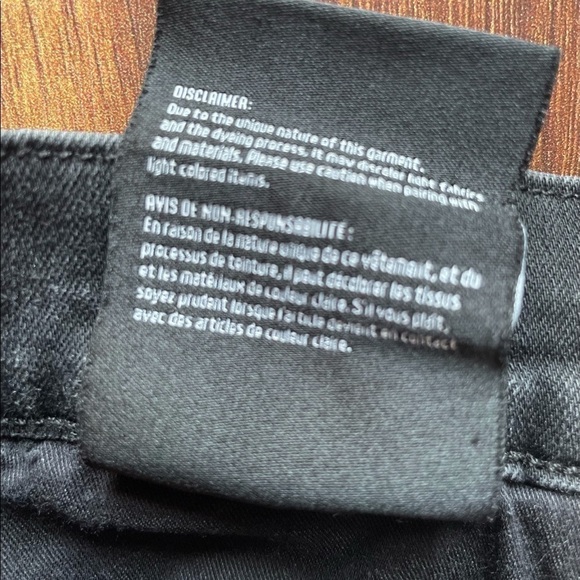 DISCLAIMER:
Due to the unique nature of this garment,
and the dyeing process, it may discolor fabrics
and materials. Please use caution when pairing with
light colored items.
AVIS DE NON-RESPONSABILITÉ:
En raison de la nature unique de ce vêtement, et du
processus de teinture, il peut décolorer les tissus
et les matériaux de couleur claire. S'il vous plaît,
soyez prudent lorsque l'article devient en contact
avec des articles de couleur claire.